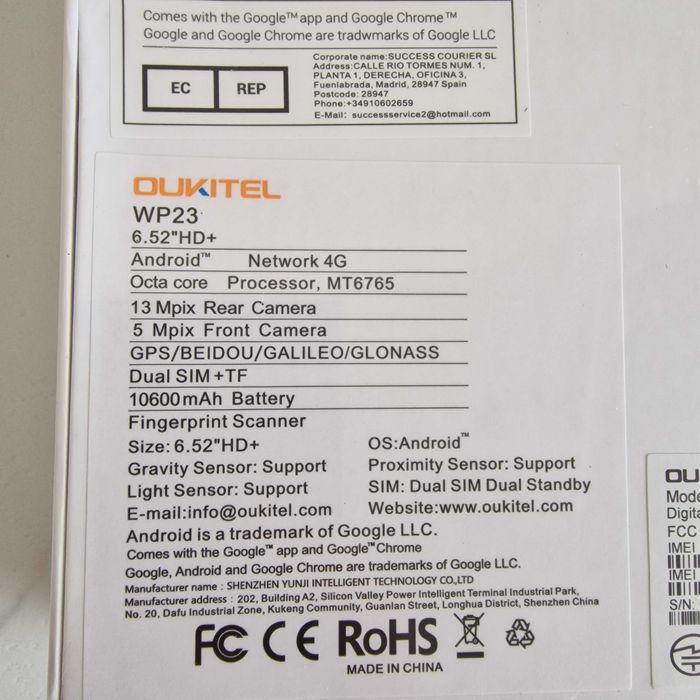 Comes with the Google™ app and Google Chrome™
Google and Google Chrome are tradwmarks of Google LLC
EC REP
Corporate name:SUCCESS COURIER SL
Address:CALLE RIO TORMES NUM. 1,
PLANTA 1, DERECHA, OFICINA 3,
Fuenlabrada, Madrid, 28947 Spain
Postcode: 28947
Phone:+34910602659
E-Mail: successservice2@hotmail.com
OUKITEL
WP23
6.52"HD+
Android™ Network 4G
Octa core Processor, MT6765
13 Mpix Rear Camera
5 Mpix Front Camera
GPS/BEIDOU/GALILEO/GLONASS
Dual SIM+TF
10600mAh Battery
Fingerprint Scanner
Size: 6.52"HD+ OS:Android™
Gravity Sensor: Support Proximity Sensor: Support
Light Sensor: Support SIM: Dual SIM Dual Standby
E-mail:info@oukitel.com Website:www.oukitel.com
Android is a trademark of Google LLC.
Comes with the Google™ app and Google™Chrome
Google, Android and Google Chrome are trademarks of Google LLC.
Manufacturer name : SHENZHEN YUNJI INTELLIGENT TECHNOLOGY CO.,LTD
Manufacturer address : 202, Building A2, Silicon Valley Power Intelligent Terminal Industrial Park,
No. 20, Dafu Industrial Zone, Kukeng Community, Guanlan Street, Longhua District, Shenzhen China
FC CE RoHS
MADE IN CHINA
OU
Mode
Digita
FCC
IMEI
IMEI
S/N: